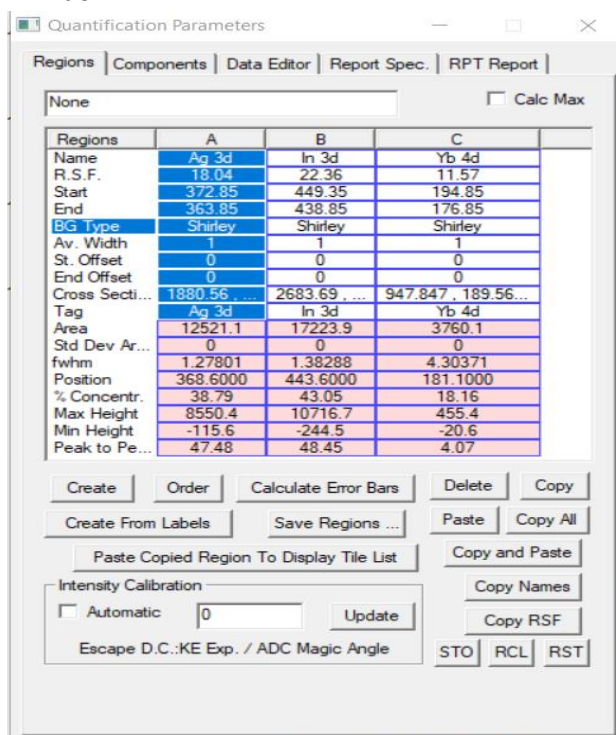 Quantification Parameters
Regions Components Data Editor Report Spec. RPT Report
None Calc Max
Regions A B C
Name Ag 3d In 3d Yb 4d
R.S.F. 18.04 22.36 11.57
Start 372.85 449.35 194.85
End 363.85 438.85 176.85
BG Type Shirley Shirley Shirley
Av. Width 1 1 1
St. Offset 0 0 0
End Offset 0 0 0
Cross Secti... 1880.56 , ... 2683.69 , ... 947.847 , 189.56...
Tag Ag 3d In 3d Yb 4d
Area 12521.1 17223.9 3760.1
Std Dev Ar... 0 0 0
fwhm 1.27801 1.38288 4.30371
Position 368.6000 443.6000 181.1000
% Concentr. 38.79 43.05 18.16
Max Height 8550.4 10716.7 455.4
Min Height -115.6 -244.5 -20.6
Peak to Pe... 47.48 48.45 4.07
Create Order Calculate Error Bars Delete Copy
Create From Labels Save Regions ... Paste Copy All
Paste Copied Region To Display Tile List Copy and Paste
Intensity Calibration Copy Names
Automatic 0 Update Copy RSF
Escape D.C.:KE Exp. / ADC Magic Angle STO RCL RST